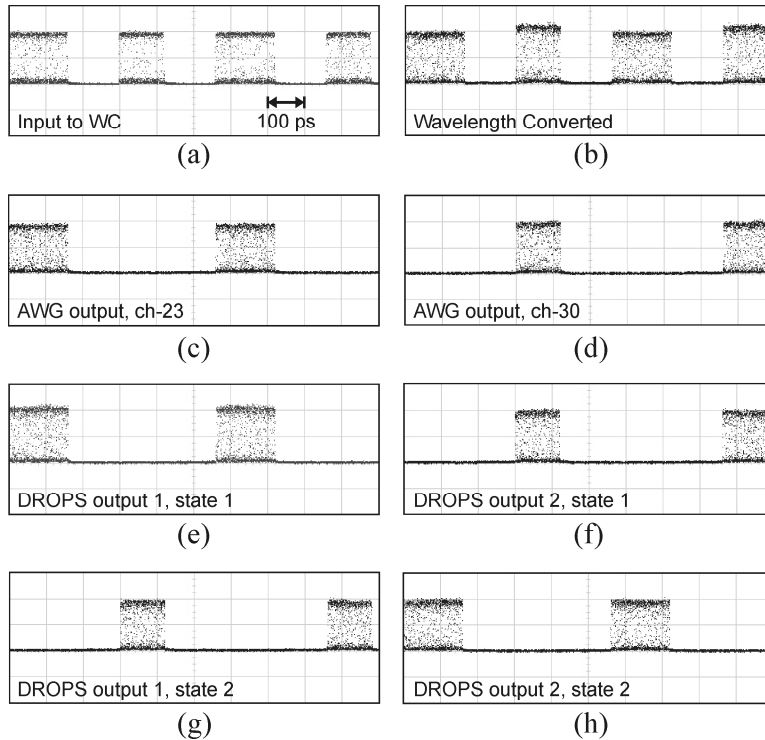 Input to WC
100 ps
(a)
Wavelength Converted
(b)
AWG output, ch-23
(c)
AWG output, ch-30
(d)
DROPS output 1, state 1
(e)
DROPS output 2, state 1
(f)
DROPS output 1, state 2
(g)
DROPS output 2, state 2
(h)